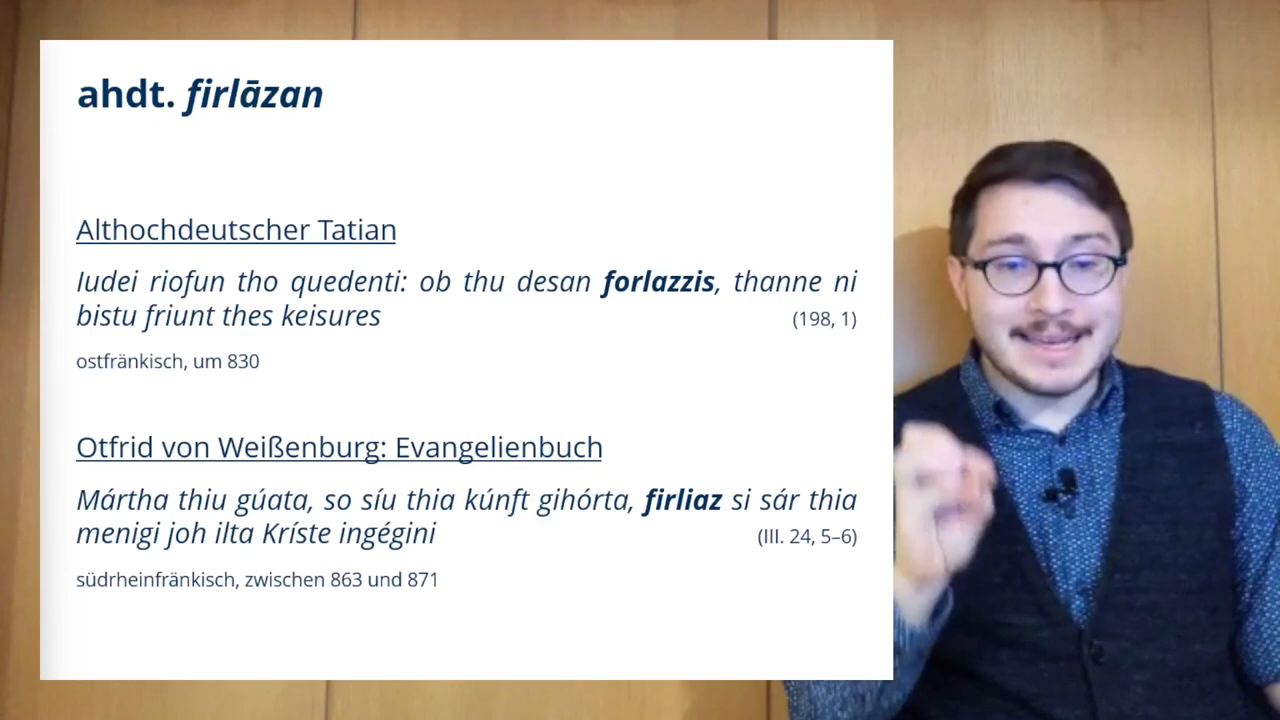 ahdt. firlāzan
Althochdeutscher Tatian
Iudei riofun tho quedenti: ob thu desan forlazzis, thanne ni
bistu friunt thes keisures (198, 1)
ostfränkisch, um 830
Otfrid von Weißenburg: Evangelienbuch
Mártha thiu gúata, so síu thia kúnft gihórta, firliaz si sár thia
menigi joh ilta Kríste ingégini (III. 24, 5–6)
südrheinfränkisch, zwischen 863 und 871